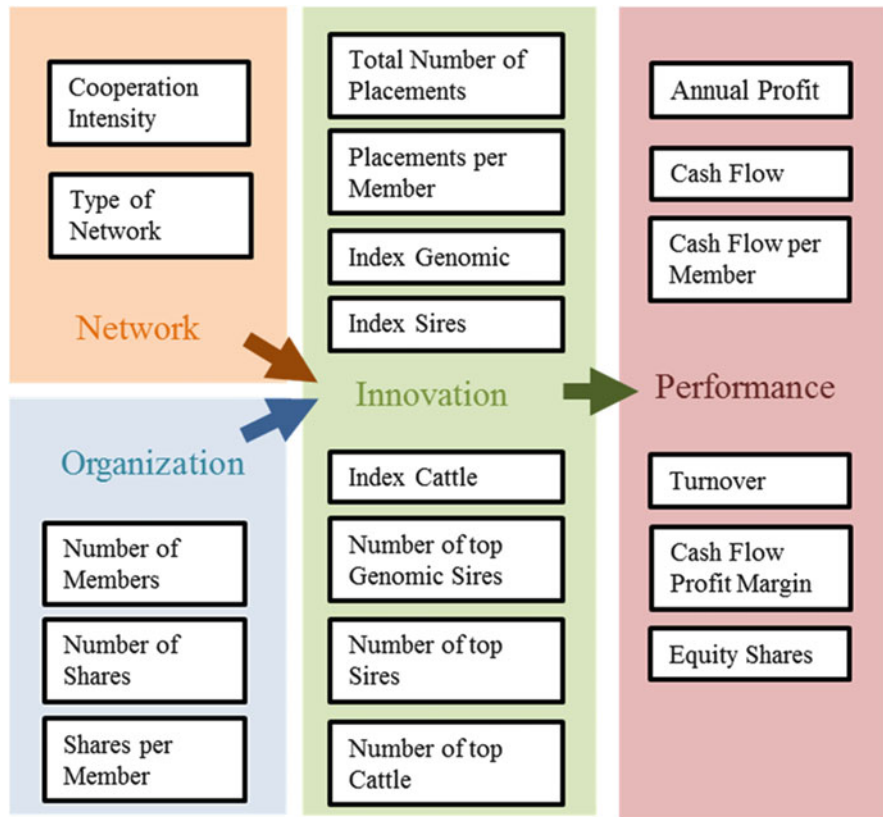 Cooperation
Intensity
Type of
Network
Network
Organization
Number of
Members
Number of
Shares
Shares per
Member
Total Number of
Placements
Placements per
Member
Index Genomic
Index Sires
Innovation
Index Cattle
Number of top
Genomic Sires
Number of top
Sires
Number of top
Cattle
Annual Profit
Cash Flow
Cash Flow per
Member
Performance
Turnover
Cash Flow
Profit Margin
Equity Shares